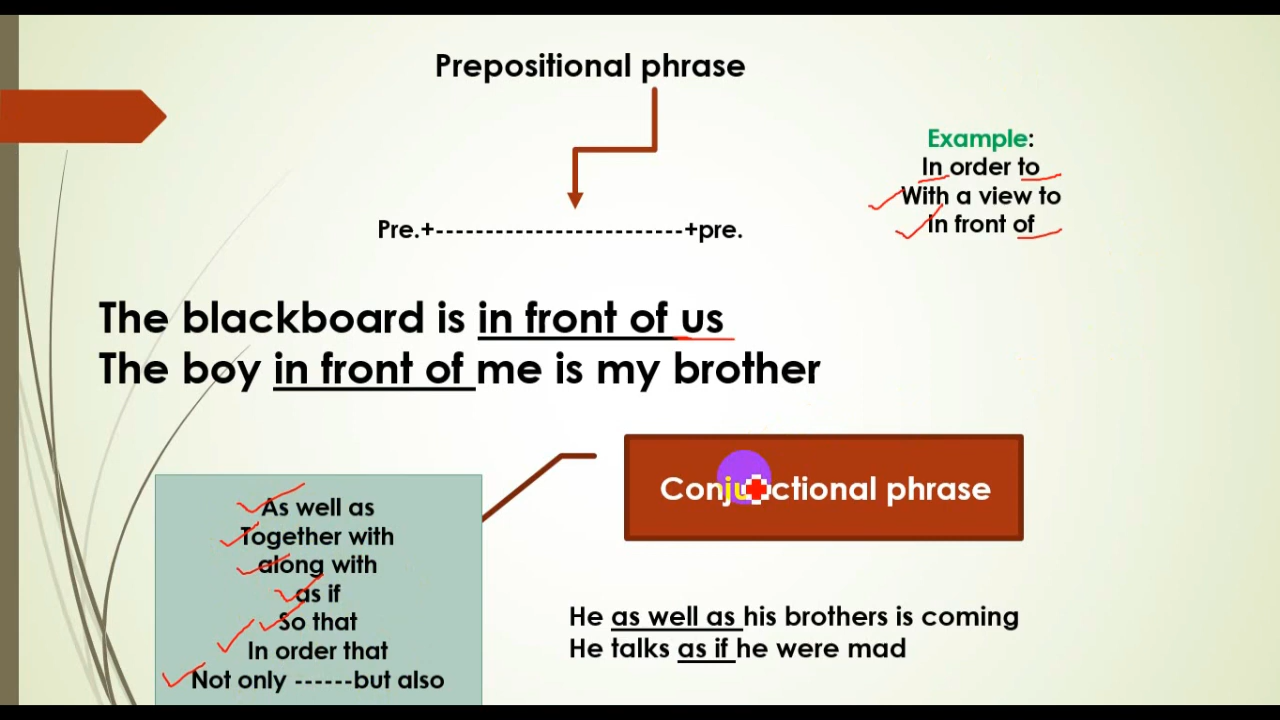 Prepositional phrase
Example:
In order to
With a view to
In front of
Pre.+------------------------+pre.
The blackboard is in front of us
The boy in front of me is my brother
Conjunctional phrase
As well as
Together with
along with
as if
So that
In order that
Not only ------but also
He as well as his brothers is coming
He talks as if he were mad